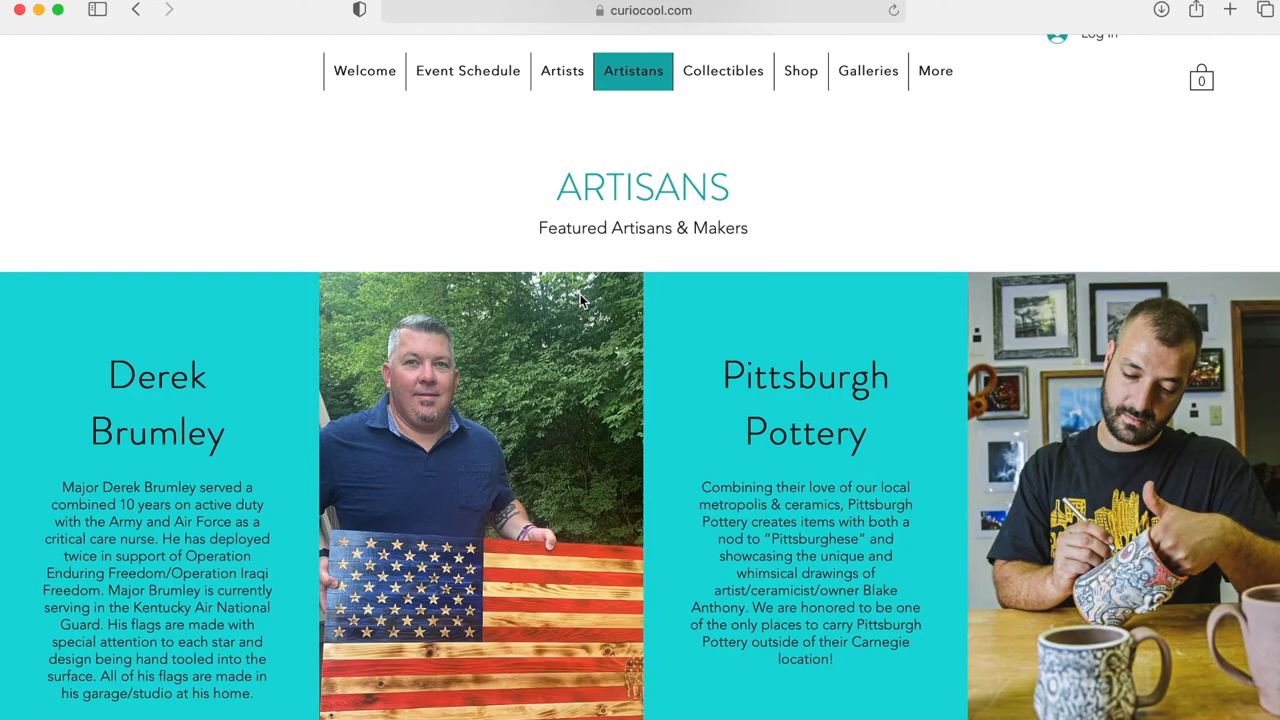 curiocool.com
Log In
Welcome
Event Schedule
Artists
Artistans
Collectibles
Shop
Galleries
More
0
ARTISANS
Featured Artisans & Makers
Derek
Brumley
Major Derek Brumley served a
combined 10 years on active duty
with the Army and Air Force as a
critical care nurse. He has deployed
twice in support of Operation
Enduring Freedom/Operation Iraqi
Freedom. Major Brumley is currently
serving in the Kentucky Air National
Guard. His flags are made with
special attention to each star and
design being hand tooled into the
surface. All of his flags are made in
his garage/studio at his home.
Pittsburgh
Pottery
Combining their love of our local
metropolis & ceramics, Pittsburgh
Pottery creates items with both a
nod to “Pittsburghese” and
showcasing the unique and
whimsical drawings of
artist/ceramicist/owner Blake
Anthony. We are honored to be one
of the only places to carry Pittsburgh
Pottery outside of their Carnegie
location!